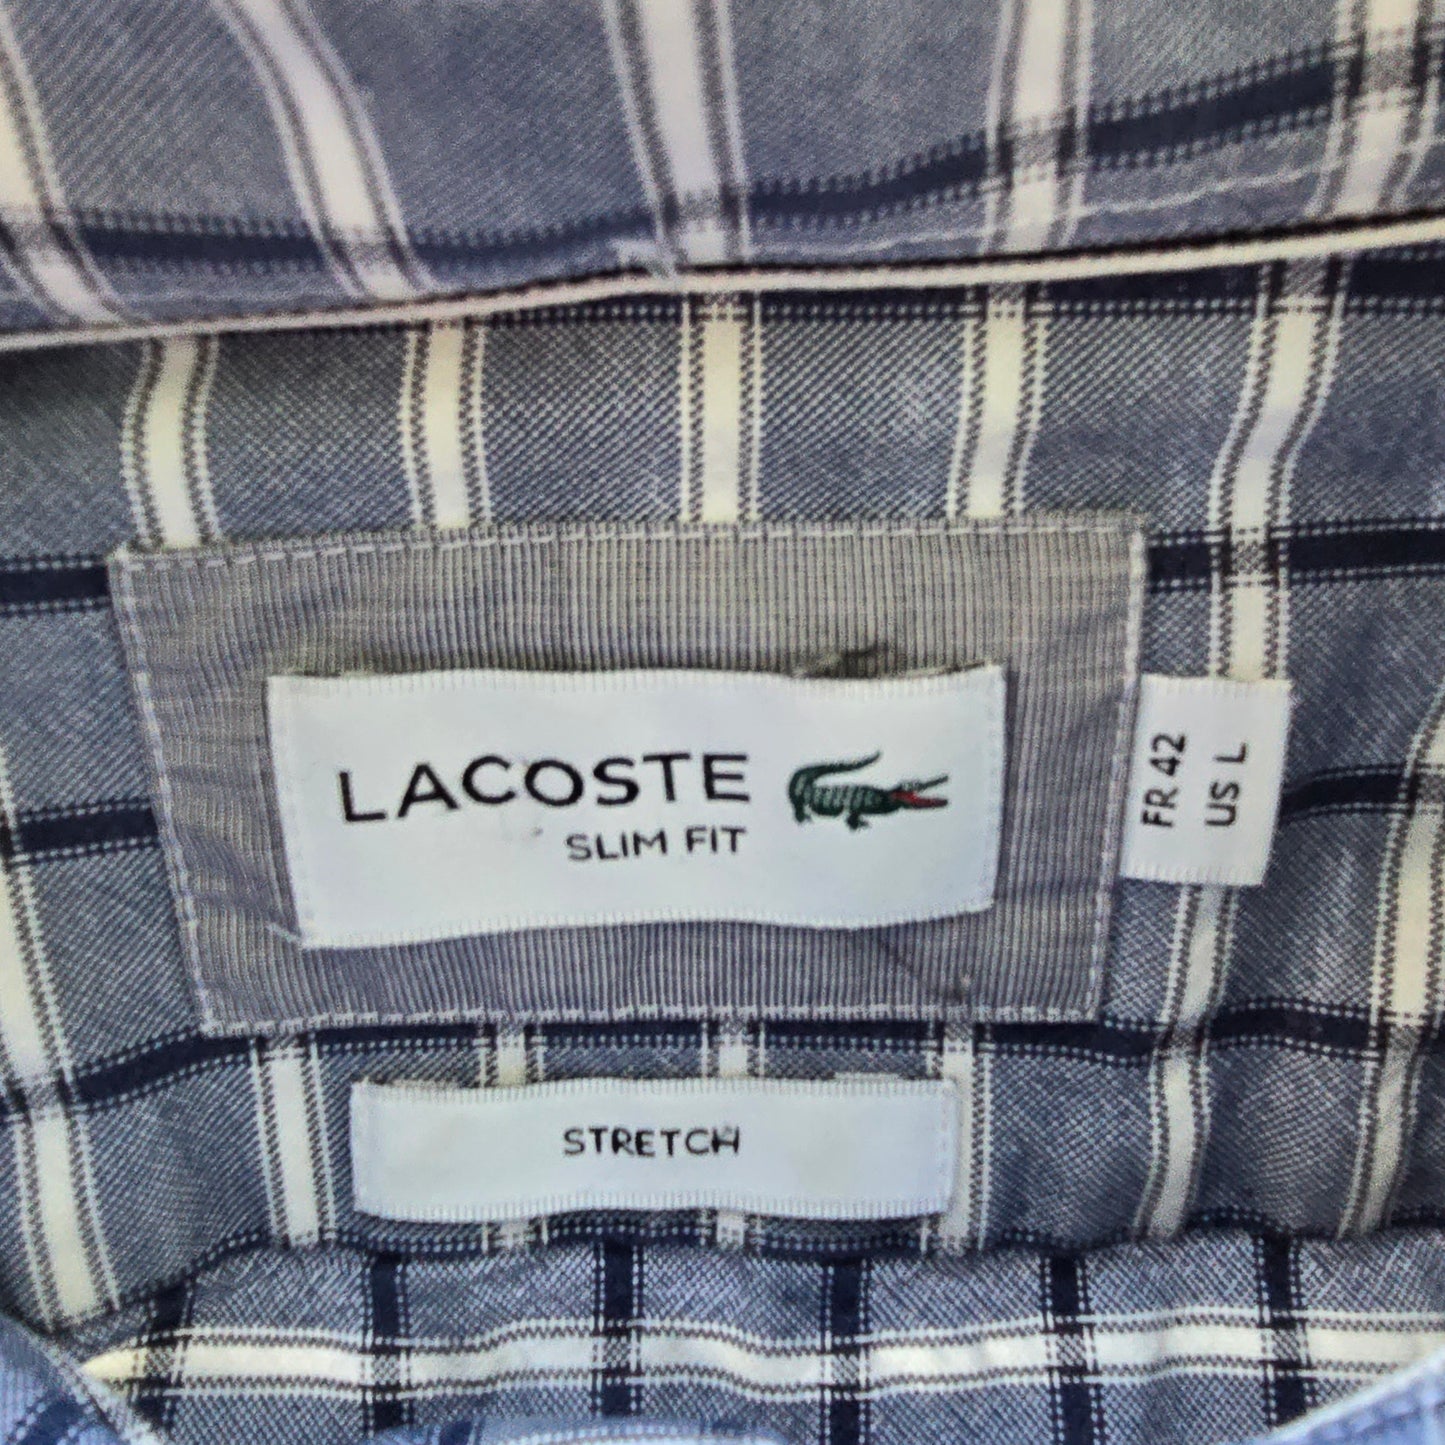 LACOSTE
SLIM FIT
FR 42
US L
STRETCH